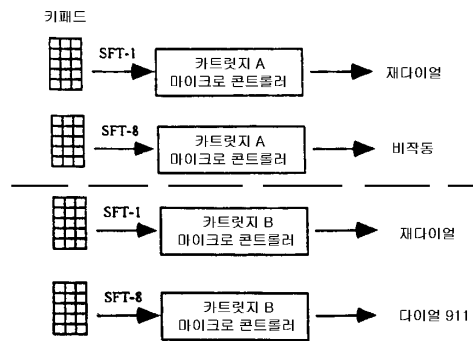 키패드
SFT-1
카트릿지 A
마이크로 콘트롤러
재다이얼
SFT-8
카트릿지 A
마이크로 콘트롤러
비작동
SFT-1
카트릿지 B
마이크로 콘트롤러
재다이얼
SFT-8
카트릿지 B
마이크로 콘트롤러
다이얼 911